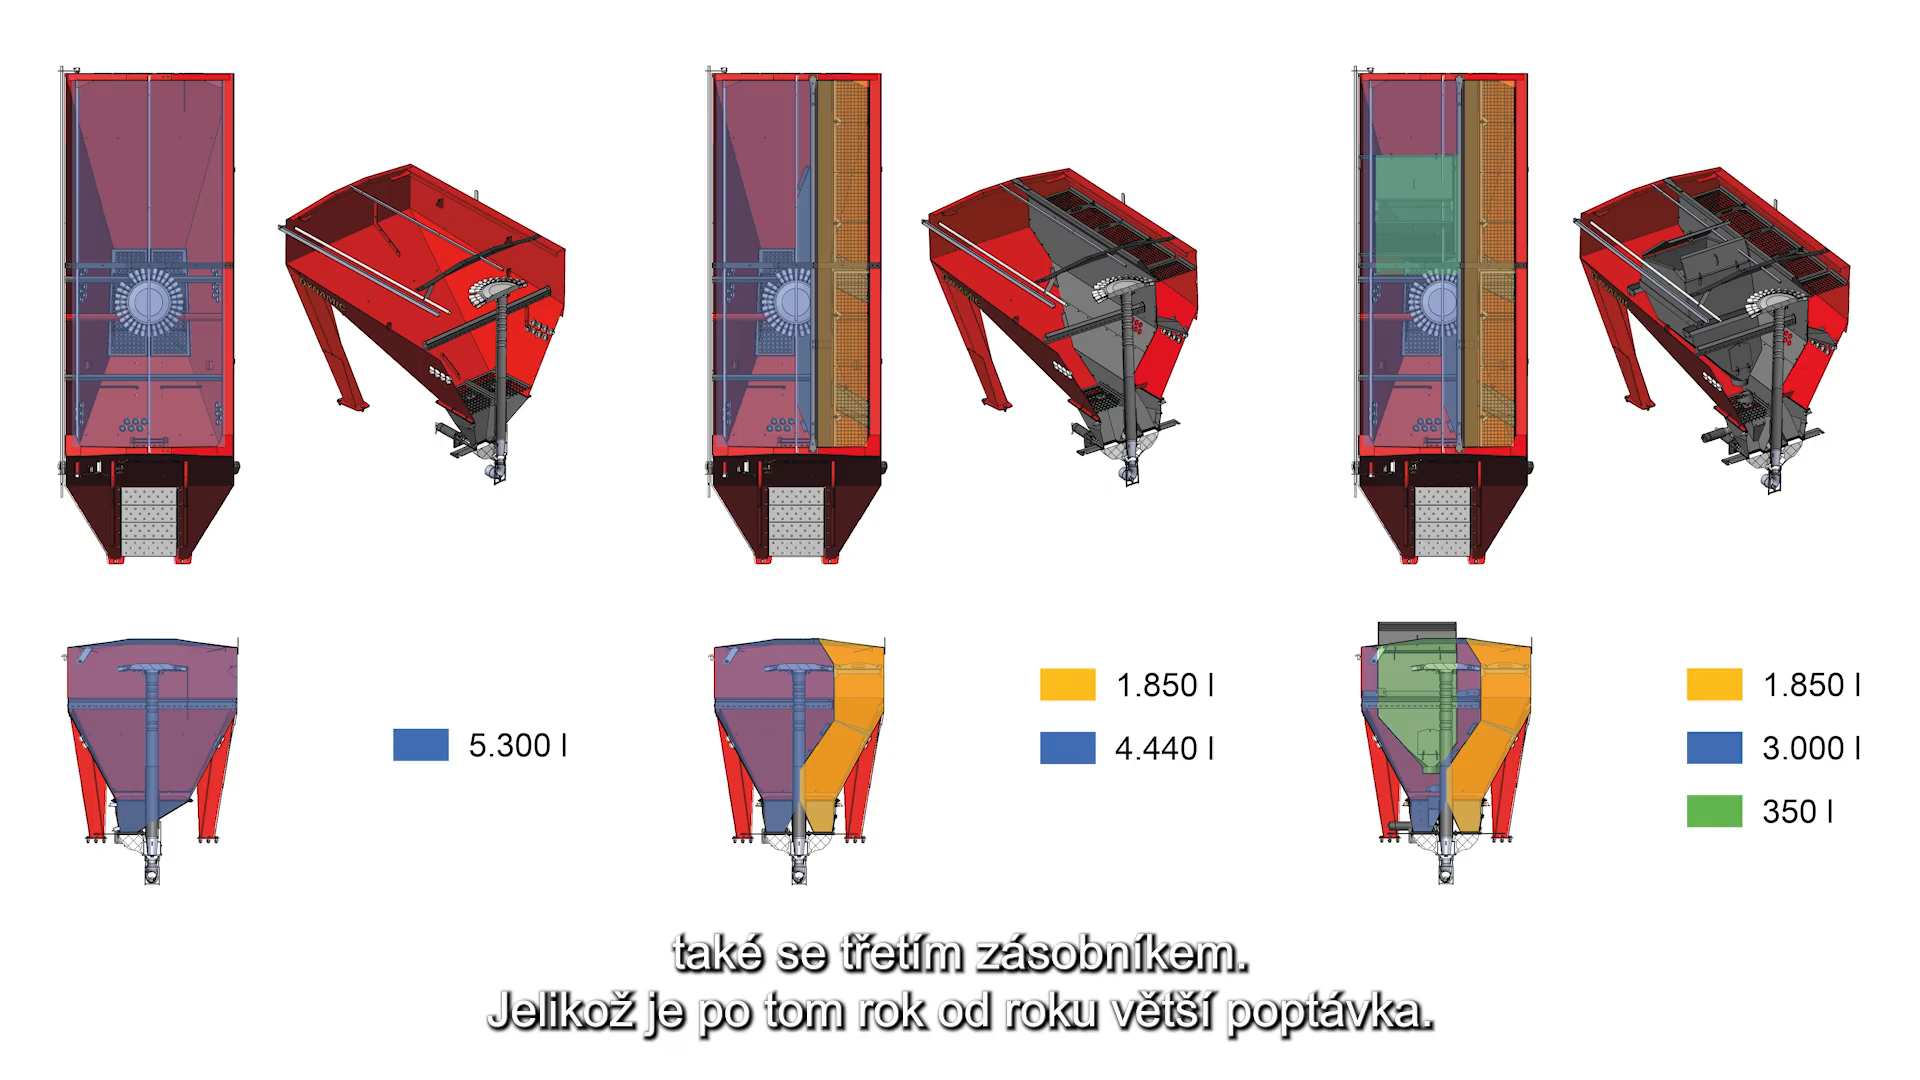 5.300 l
1.850 l
4.440 l
1.850 l
3.000 l
350 l
také se třetím zásobníkem.
Jelikož je po tom rok od roku větší poptávka.